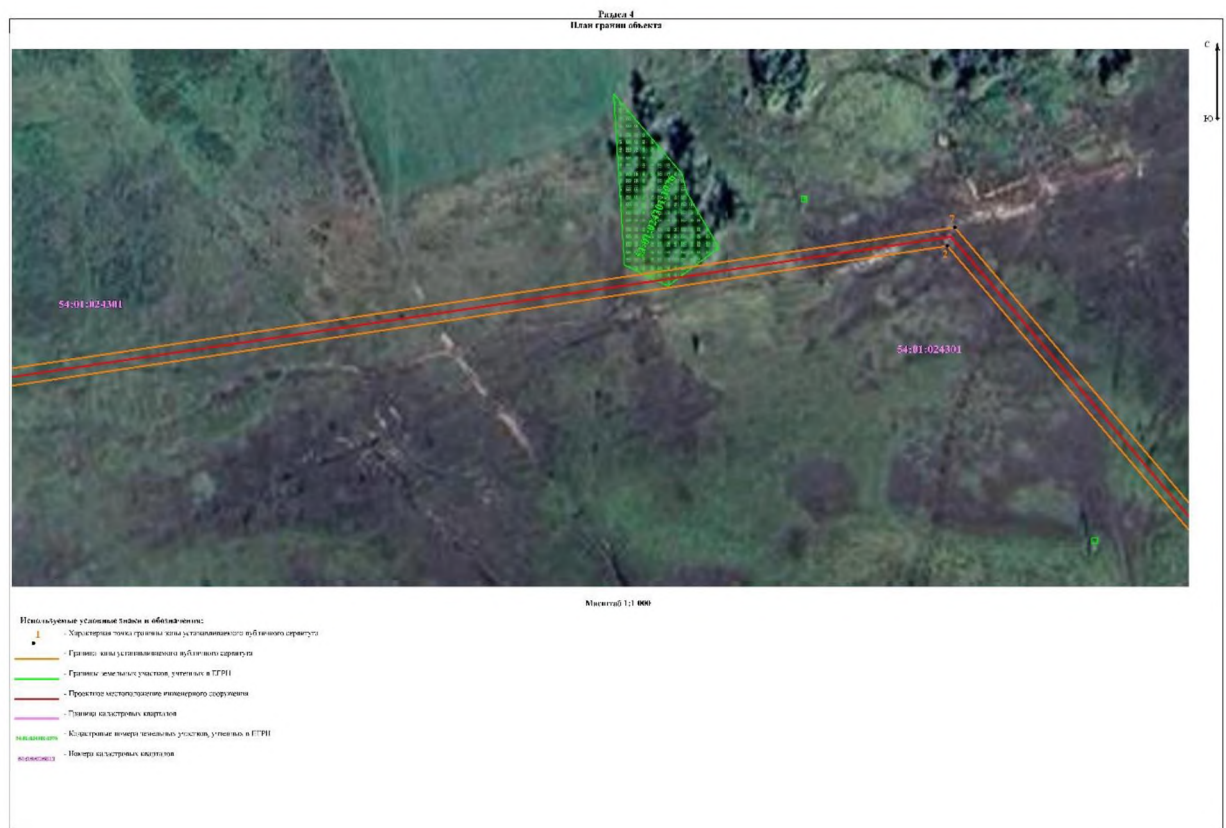 Раздел 4
План границ объекта
С
Ю
54:01:024301
54:01:024301
Масштаб 1:1 000
Используемые условные знаки и обозначения:
1
- Характерная точка границы зоны устанавливаемого публичного сервитута
- Граница зоны устанавливаемого публичного сервитута
- Границы земельных участков, учтенных в ЕГРН
- Проектное местоположение инженерного сооружения
- Граница кадастровых кварталов
- Кадастровые номера земельных участков, учтенных в ЕГРН
- Номера кадастровых кварталов